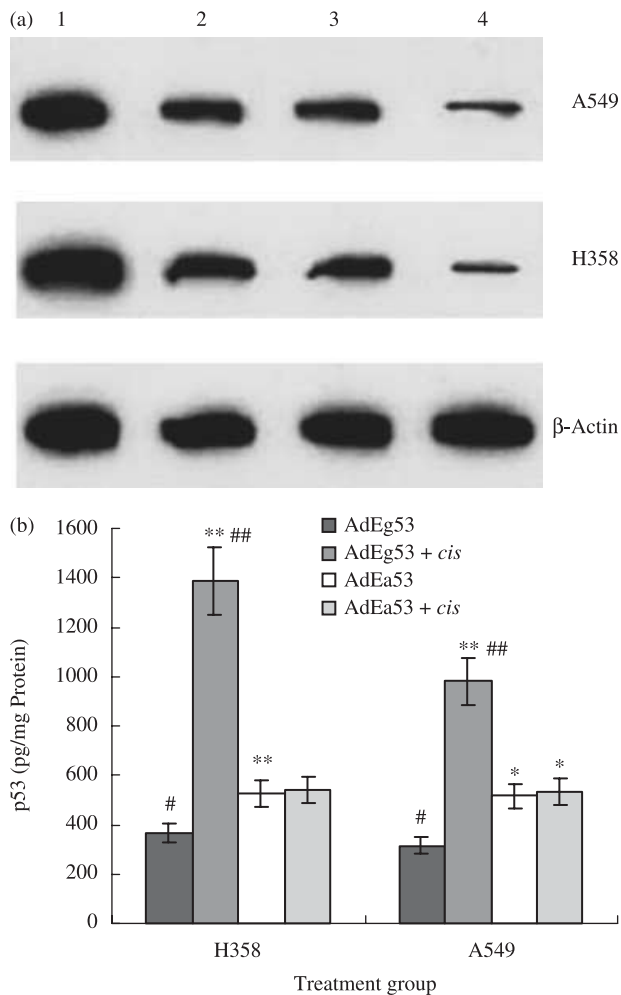 (a) 1 2 3 4
A549
H358
β-Actin
(b)
p53 (pg/mg Protein)
1600
1400
1200
1000
800
600
400
200
0
AdEg53
AdEg53 + cis
AdEa53
AdEa53 + cis
# ** ## **
# ** ## * *
H358 A549
Treatment group